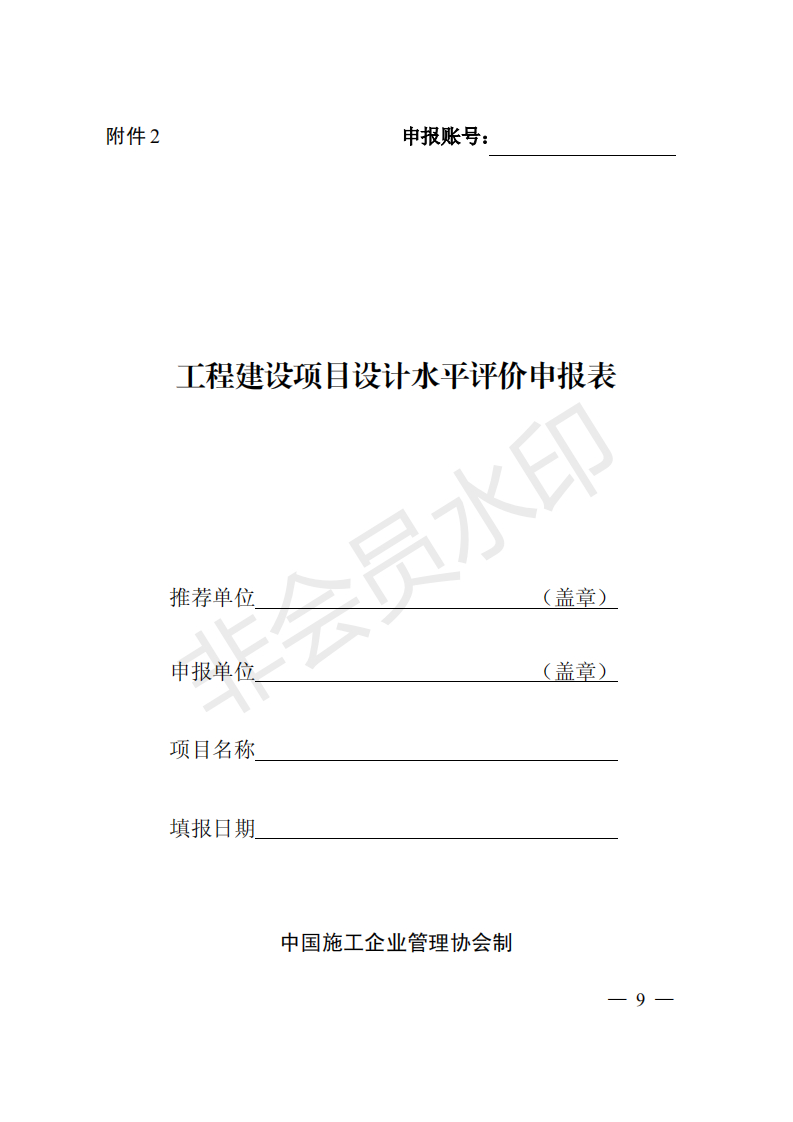 附件 2 申报账号：
工程建设项目设计水平评价申报表
非会员水印
推荐单位（盖章）
申报单位（盖章）
项目名称
填报日期
中国施工企业管理协会制
— 9 —